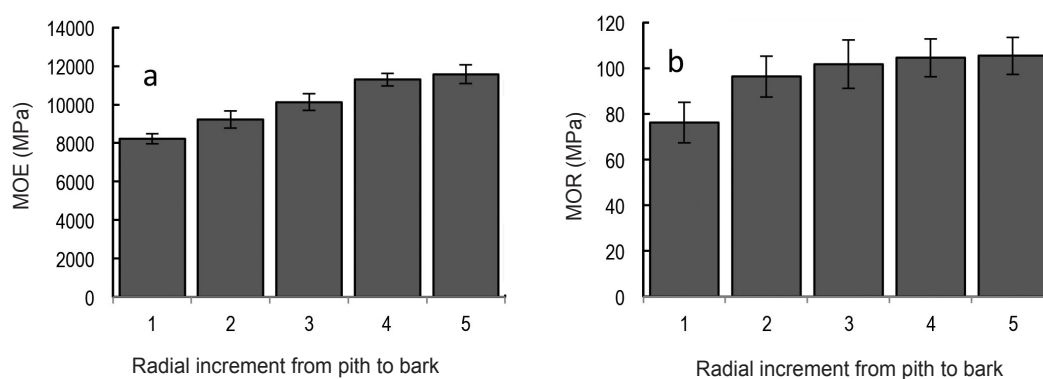 a
MOE (MPa)
14000
12000
10000
8000
6000
4000
2000
0
1 2 3 4 5
Radial increment from pith to bark
b
MOR (MPa)
120
100
80
60
40
20
0
1 2 3 4 5
Radial increment from pith to bark